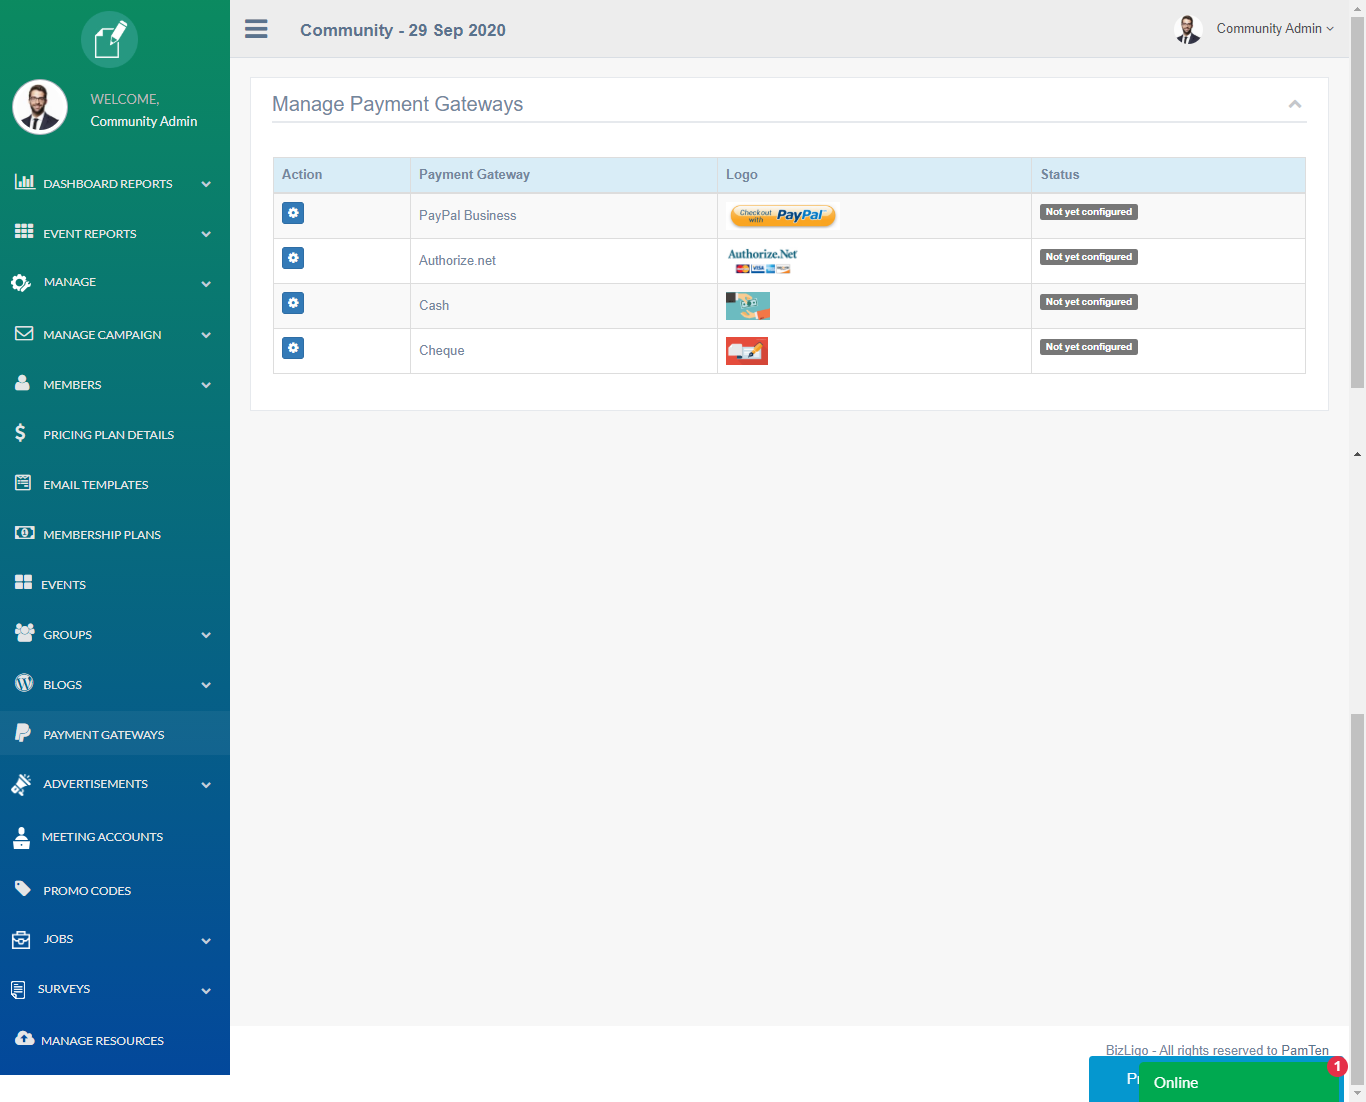 Community - 29 Sep 2020
Community Admin
WELCOME,
Community Admin
DASHBOARD REPORTS
EVENT REPORTS
MANAGE
MANAGE CAMPAIGN
MEMBERS
PRICING PLAN DETAILS
EMAIL TEMPLATES
MEMBERSHIP PLANS
EVENTS
GROUPS
BLOGS
PAYMENT GATEWAYS
ADVERTISEMENTS
MEETING ACCOUNTS
PROMO CODES
JOBS
SURVEYS
MANAGE RESOURCES
Manage Payment Gateways
Action Payment Gateway Logo Status
PayPal Business Checkout with PayPal Not yet configured
Authorize.net Authorize.Net VISA Not yet configured
Cash Not yet configured
Cheque Not yet configured
BizLigo - All rights reserved to PamTen
1
Online